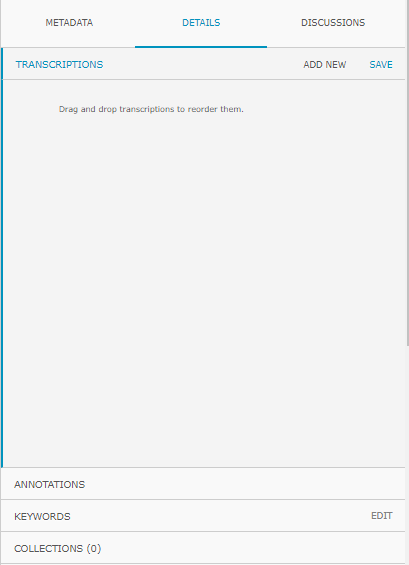 METADATA DETAILS DISCUSSIONS
TRANSCRIPTIONS ADD NEW SAVE
Drag and drop transcriptions to reorder them.
ANNOTATIONS
KEYWORDS EDIT
COLLECTIONS (0)